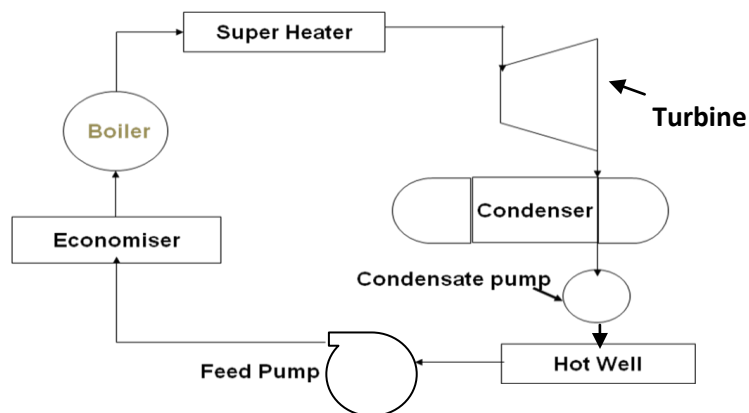 Super Heater
Turbine
Boiler
Condenser
Economiser
Condensate pump
Hot Well
Feed Pump